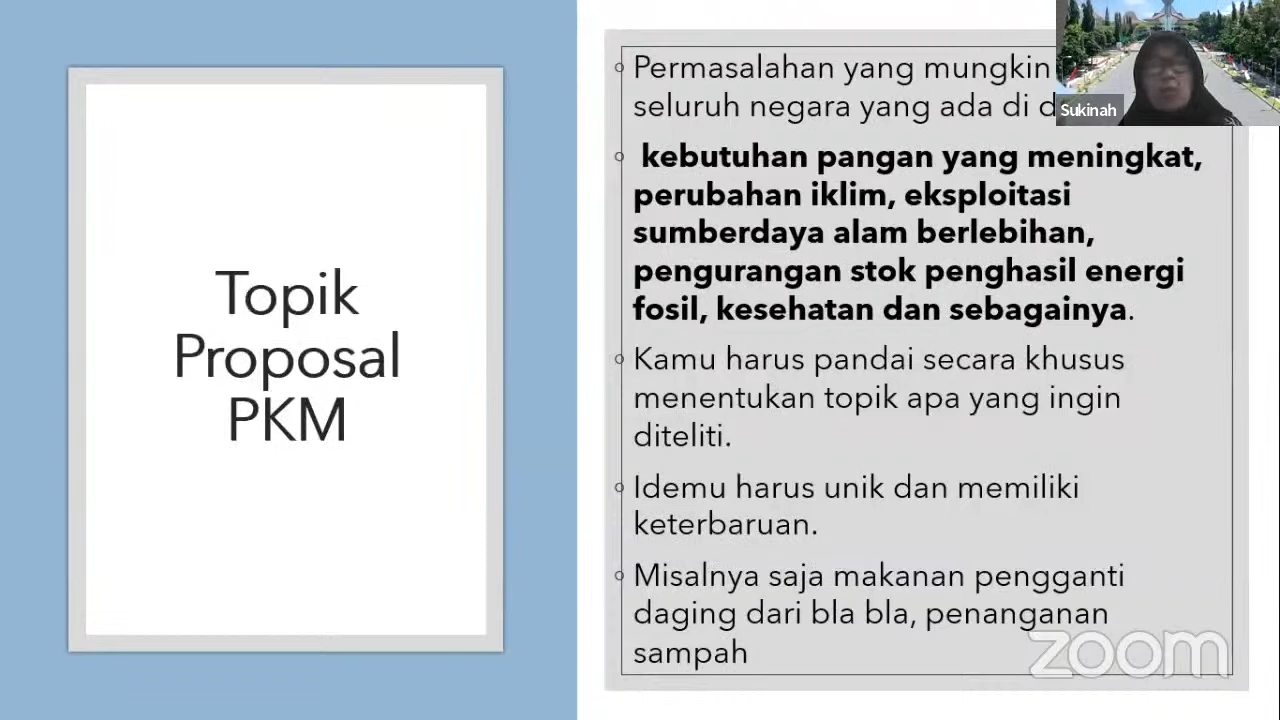 Topik
Proposal
PKM
Permasalahan yang mungkin
seluruh negara yang ada di
kebutuhan pangan yang meningkat,
perubahan iklim, eksploitasi
sumberdaya alam berlebihan,
pengurangan stok penghasil energi
fosil, kesehatan dan sebagainya.
Kamu harus pandai secara khusus
menentukan topik apa yang ingin
diteliti.
Idemu harus unik dan memiliki
keterbaruan.
Misalnya saja makanan pengganti
daging dari bla bla, penanganan
sampah
Sukinah
zoom